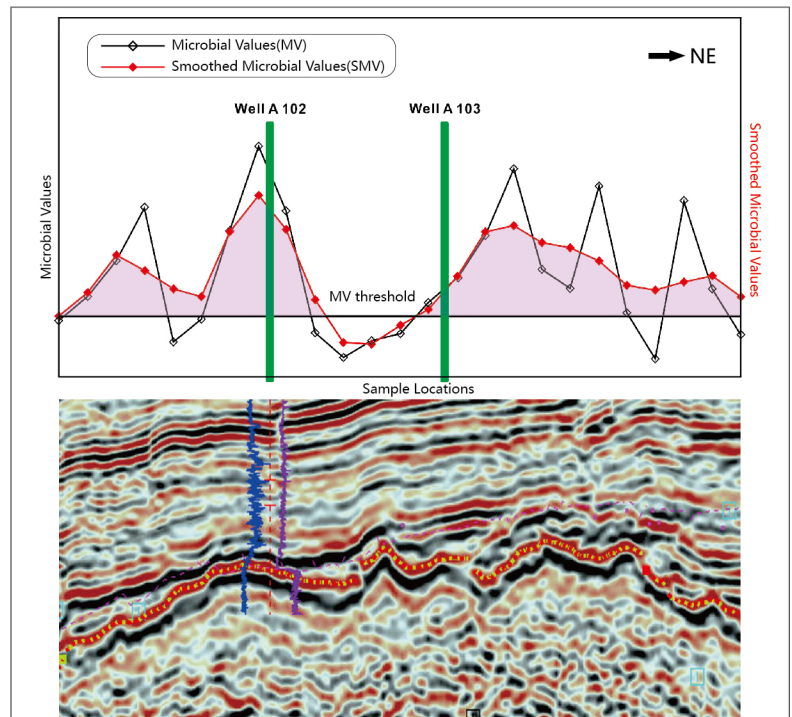 Microbial Values(MV)
Smoothed Microbial Values(SMV)
NE
Well A 102
Well A 103
Microbial Values
Smoothed Microbial Values
MV threshold
Sample Locations